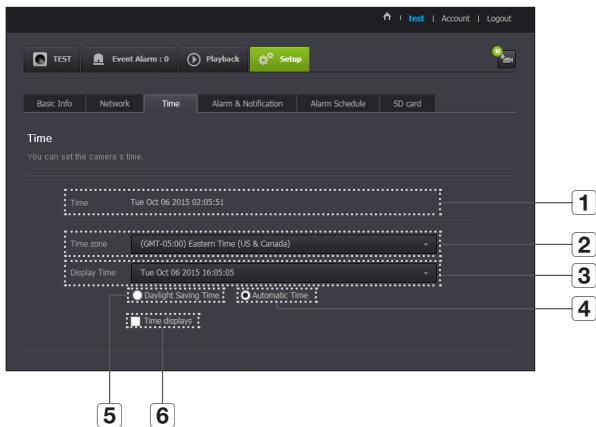 test | Account | Logout
TEST Event Alarm : 0 Playback Setup
N
Basic Info Network Time Alarm & Notification Alarm Schedule SD card
Time
You can set the camera's time.
Time Tue Oct 06 2015 02:05:51
1
Time zone (GMT-05:00) Eastern Time (US & Canada)
2
Display Time Tue Oct 06 2015 16:05:05
3
Daylight Saving Time Automatic Time
4
Time displays
5 6